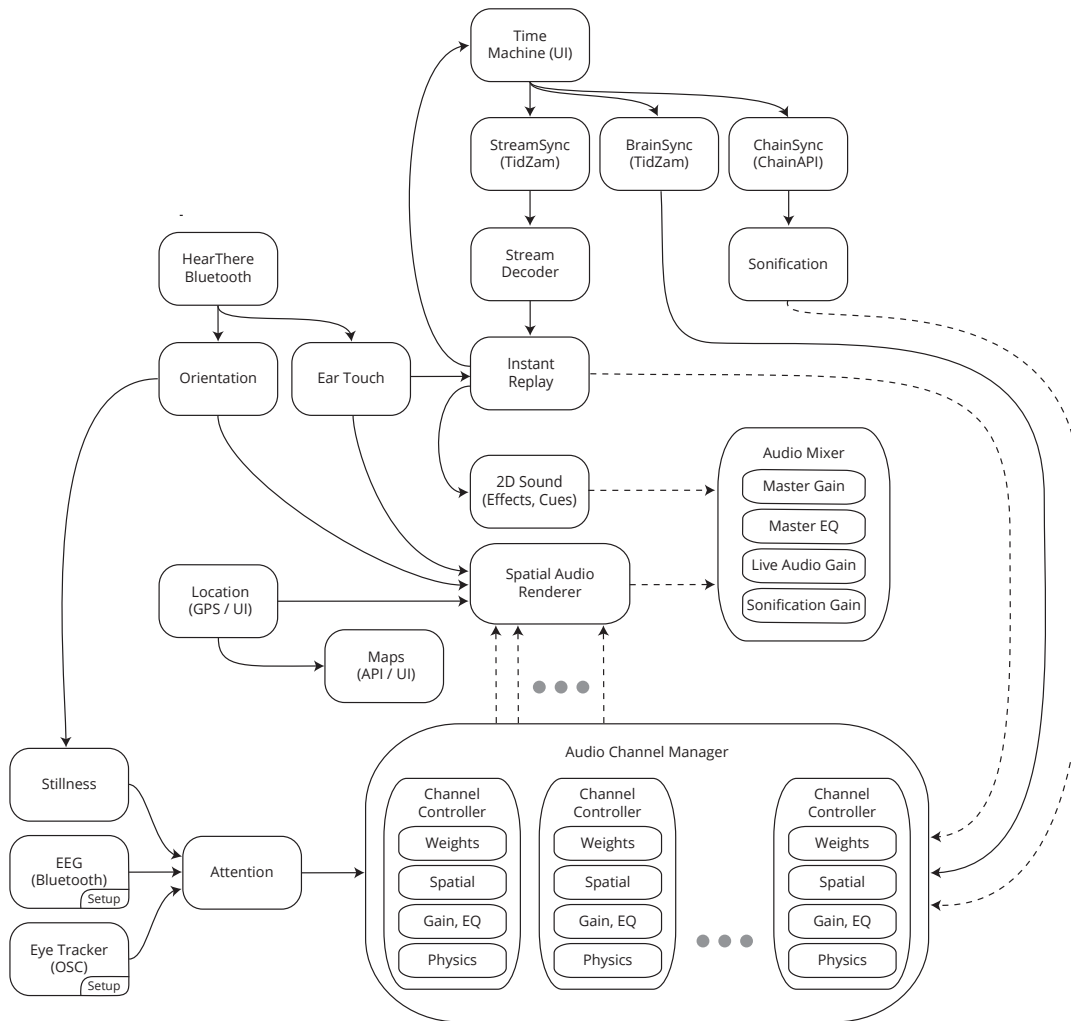 Time
Machine (UI)
StreamSync
(TidZam)
BrainSync
(TidZam)
ChainSync
(ChainAPI)
HearThere
Bluetooth
Stream
Decoder
Sonification
Orientation
Ear Touch
Instant
Replay
2D Sound
(Effects, Cues)
Audio Mixer
Master Gain
Master EQ
Live Audio Gain
Sonification Gain
Spatial Audio
Renderer
Location
(GPS / UI)
Maps
(API / UI)
Audio Channel Manager
Stillness
EEG
(Bluetooth)
Setup
Eye Tracker
(OSC)
Setup
Attention
Channel
Controller
Weights
Spatial
Gain, EQ
Physics
Channel
Controller
Weights
Spatial
Gain, EQ
Physics
Channel
Controller
Weights
Spatial
Gain, EQ
Physics